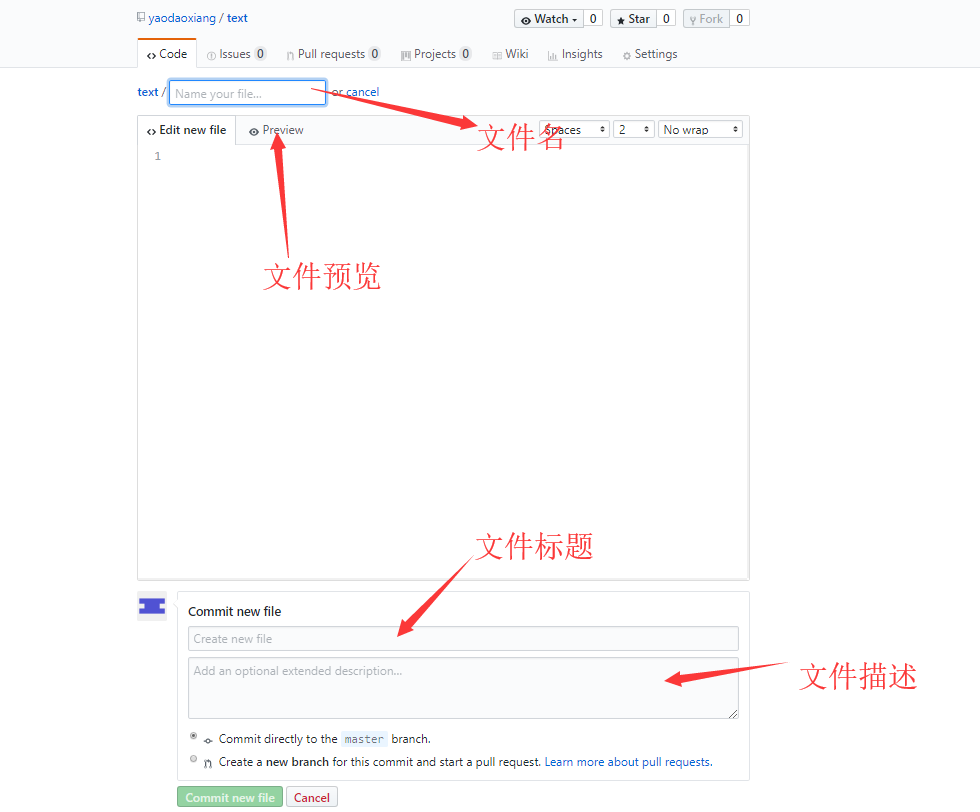 yaodaoxiang / text
Watch 0 Star 0 Fork 0
Code Issues 0 Pull requests 0 Projects 0 Wiki Insights Settings
text / Name your file... or cancel
文件名
Edit new file Preview Spaces 2 No wrap
1
文件预览
文件标题
Commit new file
Create new file
Add an optional extended description...
文件描述
Commit directly to the master branch.
Create a new branch for this commit and start a pull request. Learn more about pull requests.
Commit new file Cancel